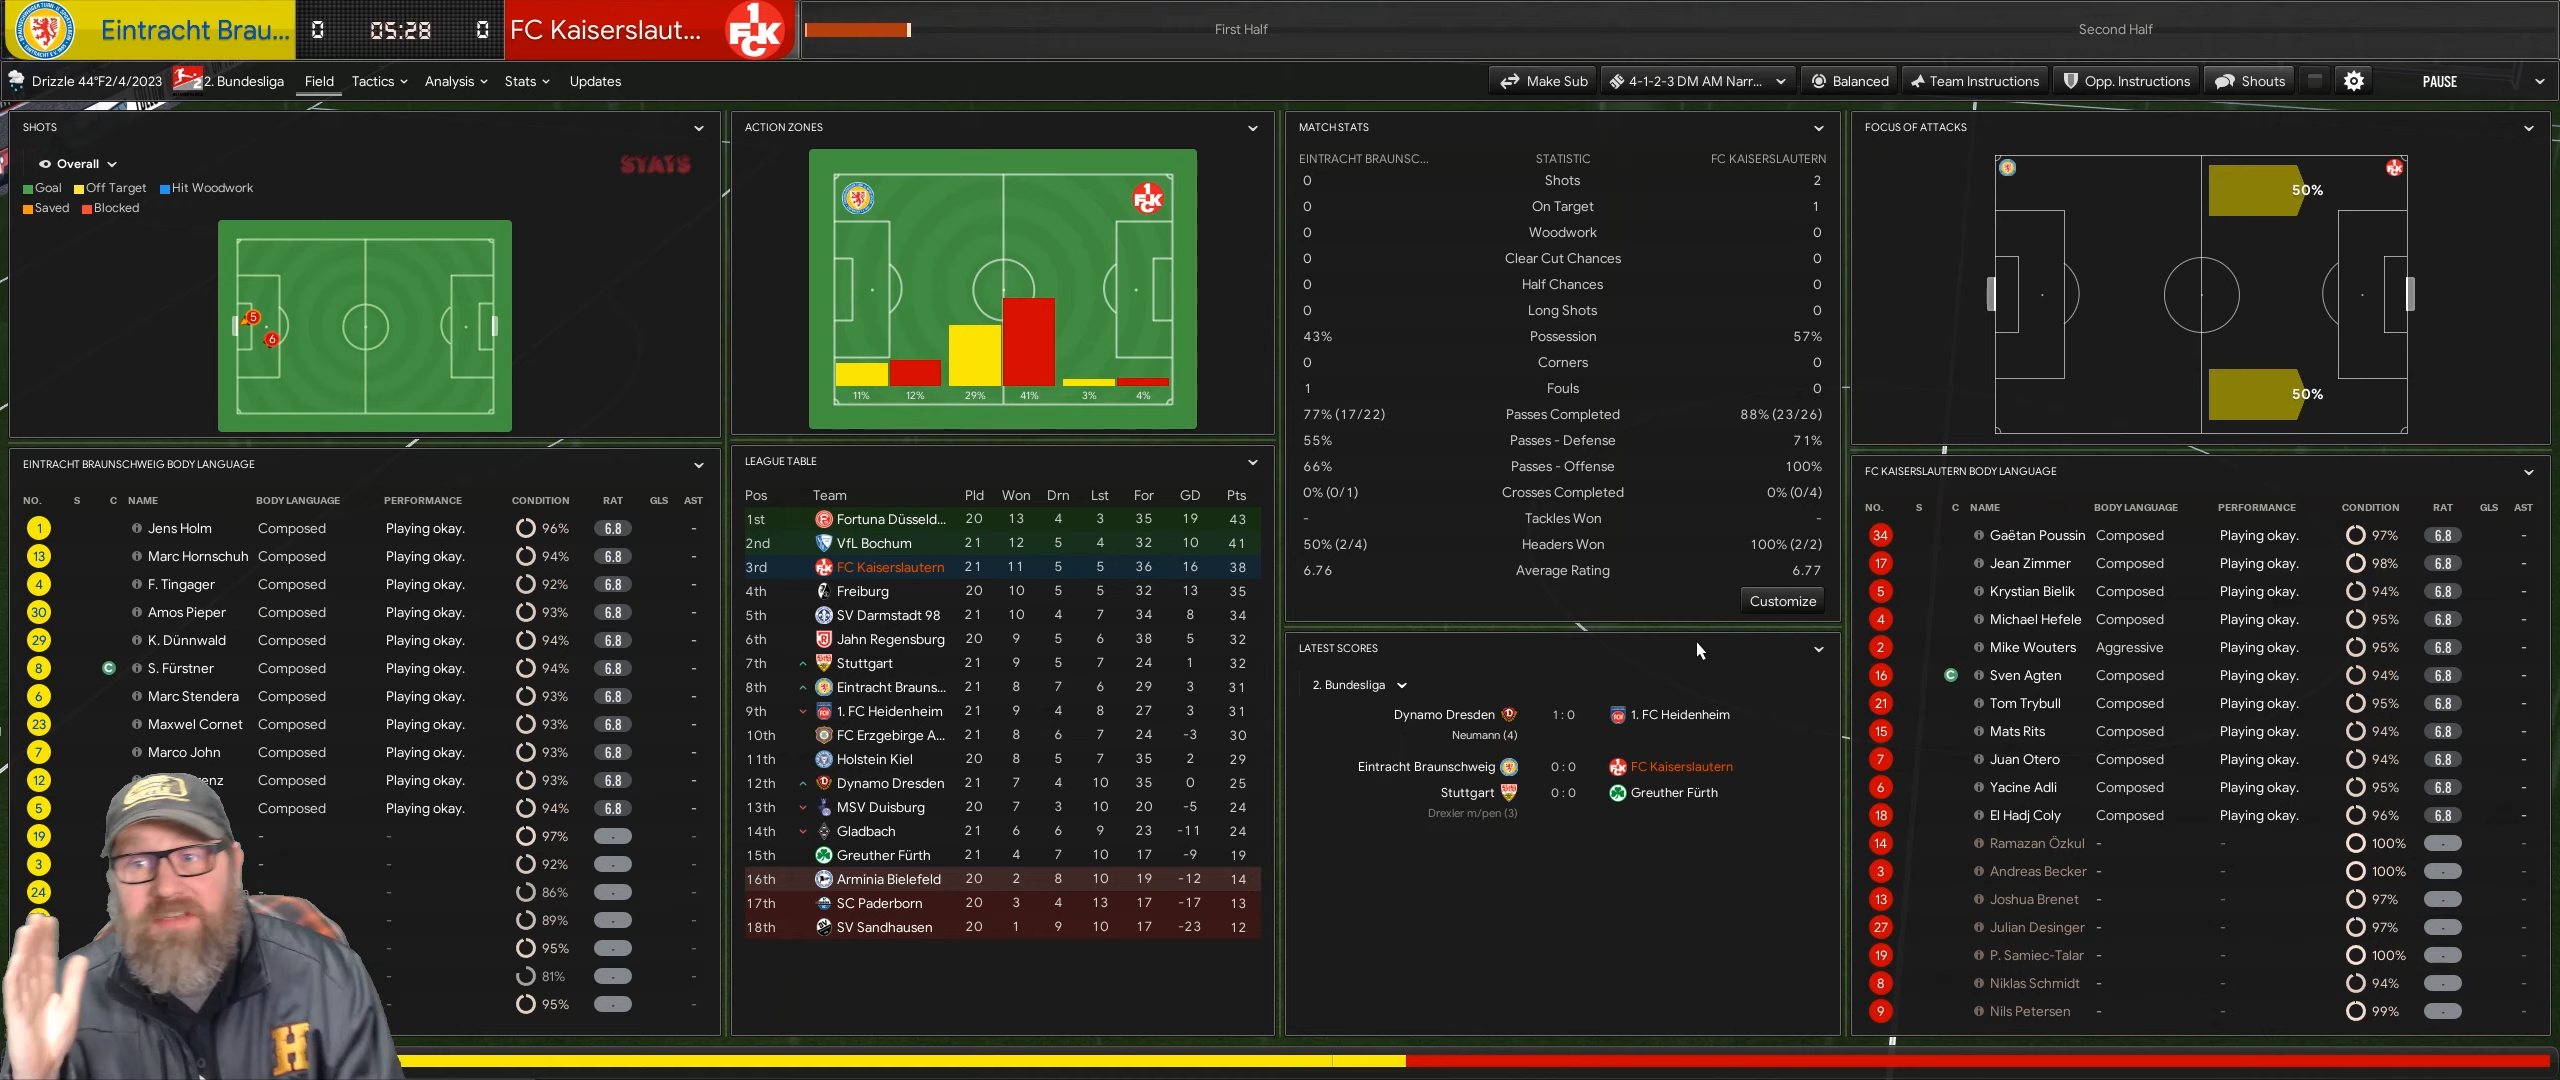 Eintracht Brau... 0 05:28 0 FC Kaiserslaut... First Half Second Half
Drizzle 44°F 2/4/2023 2. Bundesliga Field Tactics Analysis Stats Updates Make Sub 4-1-2-3 DM AM Narr... Balanced Team Instructions Opp. Instructions Shouts PAUSE
SHOTS
Overall
STATS
Goal Off Target Hit Woodwork
Saved Blocked
5
6
ACTION ZONES
11% 12% 29% 41% 3% 4%
MATCH STATS
EINTRACHT BRAUNSC... STATISTIC FC KAISERSLAUTERN
0 Shots 2
0 On Target 1
0 Woodwork 0
0 Clear Cut Chances 0
0 Half Chances 0
0 Long Shots 0
43% Possession 57%
0 Corners 0
1 Fouls 0
77% (17/22) Passes Completed 88% (23/26)
55% Passes - Defense 71%
66% Passes - Offense 100%
0% (0/1) Crosses Completed 0% (0/4)
- Tackles Won -
50% (2/4) Headers Won 100% (2/2)
6.76 Average Rating 6.77
Customize
FOCUS OF ATTACKS
50%
50%
EINTRACHT BRAUNSCHWEIG BODY LANGUAGE
NO. S C NAME BODY LANGUAGE PERFORMANCE CONDITION RAT GLS AST
1 Jens Holm Composed Playing okay. 96% 6.8 -
13 Marc Hornschuh Composed Playing okay. 94% 6.8 -
4 F. Tingager Composed Playing okay. 92% 6.8 -
30 Amos Pieper Composed Playing okay. 93% 6.8 -
29 K. Dünnwald Composed Playing okay. 94% 6.8 -
8 C S. Fürstner Composed Playing okay. 94% 6.8 -
6 Marc Stendera Composed Playing okay. 93% 6.8 -
23 Maxwel Cornet Composed Playing okay. 93% 6.8 -
7 Marco John Composed Playing okay. 93% 6.8 -
12 Composed Playing okay. 93% 6.8 -
5 Composed Playing okay. 94% 6.8 -
19 - - 97% - -
3 - - 92% - -
24 - - 86% - -
- 89% - -
- 95% - -
- 81% - -
- 95% - -
H
LEAGUE TABLE
Pos Team Pld Won Drn Lst For GD Pts
1st Fortuna Düsseld... 20 13 4 3 35 19 43
2nd VfL Bochum 21 12 5 4 32 10 41
3rd FC Kaiserslautern 21 11 5 5 36 16 38
4th Freiburg 20 10 5 5 32 13 35
5th SV Darmstadt 98 21 10 4 7 34 8 34
6th Jahn Regensburg 20 9 5 6 38 5 32
7th Stuttgart 21 9 5 7 24 1 32
8th Eintracht Brauns... 21 8 7 6 29 3 31
9th 1. FC Heidenheim 21 9 4 8 27 3 31
10th FC Erzgebirge A... 21 8 6 7 24 -3 30
11th Holstein Kiel 20 8 5 7 35 2 29
12th Dynamo Dresden 21 7 4 10 35 0 25
13th MSV Duisburg 20 7 3 10 20 -5 24
14th Gladbach 21 6 6 9 23 -11 24
15th Greuther Fürth 21 4 7 10 17 -9 19
16th Arminia Bielefeld 20 2 8 10 19 -12 14
17th SC Paderborn 20 3 4 13 17 -17 13
18th SV Sandhausen 20 1 9 10 17 -23 12
LATEST SCORES
2. Bundesliga
Dynamo Dresden 1 : 0 1. FC Heidenheim
Neumann (4)
Eintracht Braunschweig 0 : 0 FC Kaiserslautern
Stuttgart 0 : 0 Greuther Fürth
Drexler m/pen (3)
FC KAISERSLAUTERN BODY LANGUAGE
NO. S C NAME BODY LANGUAGE PERFORMANCE CONDITION RAT GLS AST
34 Gaëtan Poussin Composed Playing okay. 97% 6.8 -
17 Jean Zimmer Composed Playing okay. 98% 6.8 -
5 Krystian Bielik Composed Playing okay. 94% 6.8 -
4 Michael Hefele Composed Playing okay. 95% 6.8 -
2 Mike Wouters Aggressive Playing okay. 95% 6.8 -
16 C Sven Agten Composed Playing okay. 94% 6.8 -
21 Tom Trybull Composed Playing okay. 95% 6.8 -
15 Mats Rits Composed Playing okay. 94% 6.8 -
7 Juan Otero Composed Playing okay. 94% 6.8 -
6 Yacine Adli Composed Playing okay. 95% 6.8 -
18 El Hadj Coly Composed Playing okay. 96% 6.8 -
14 Ramazan Özkul - - 100% - -
3 Andreas Becker - - 100% - -
13 Joshua Brenet - - 97% - -
27 Julian Desinger - - 97% - -
19 P. Samiec-Talar - - 100% - -
8 Niklas Schmidt - - 94% - -
9 Nils Petersen - - 99% - -